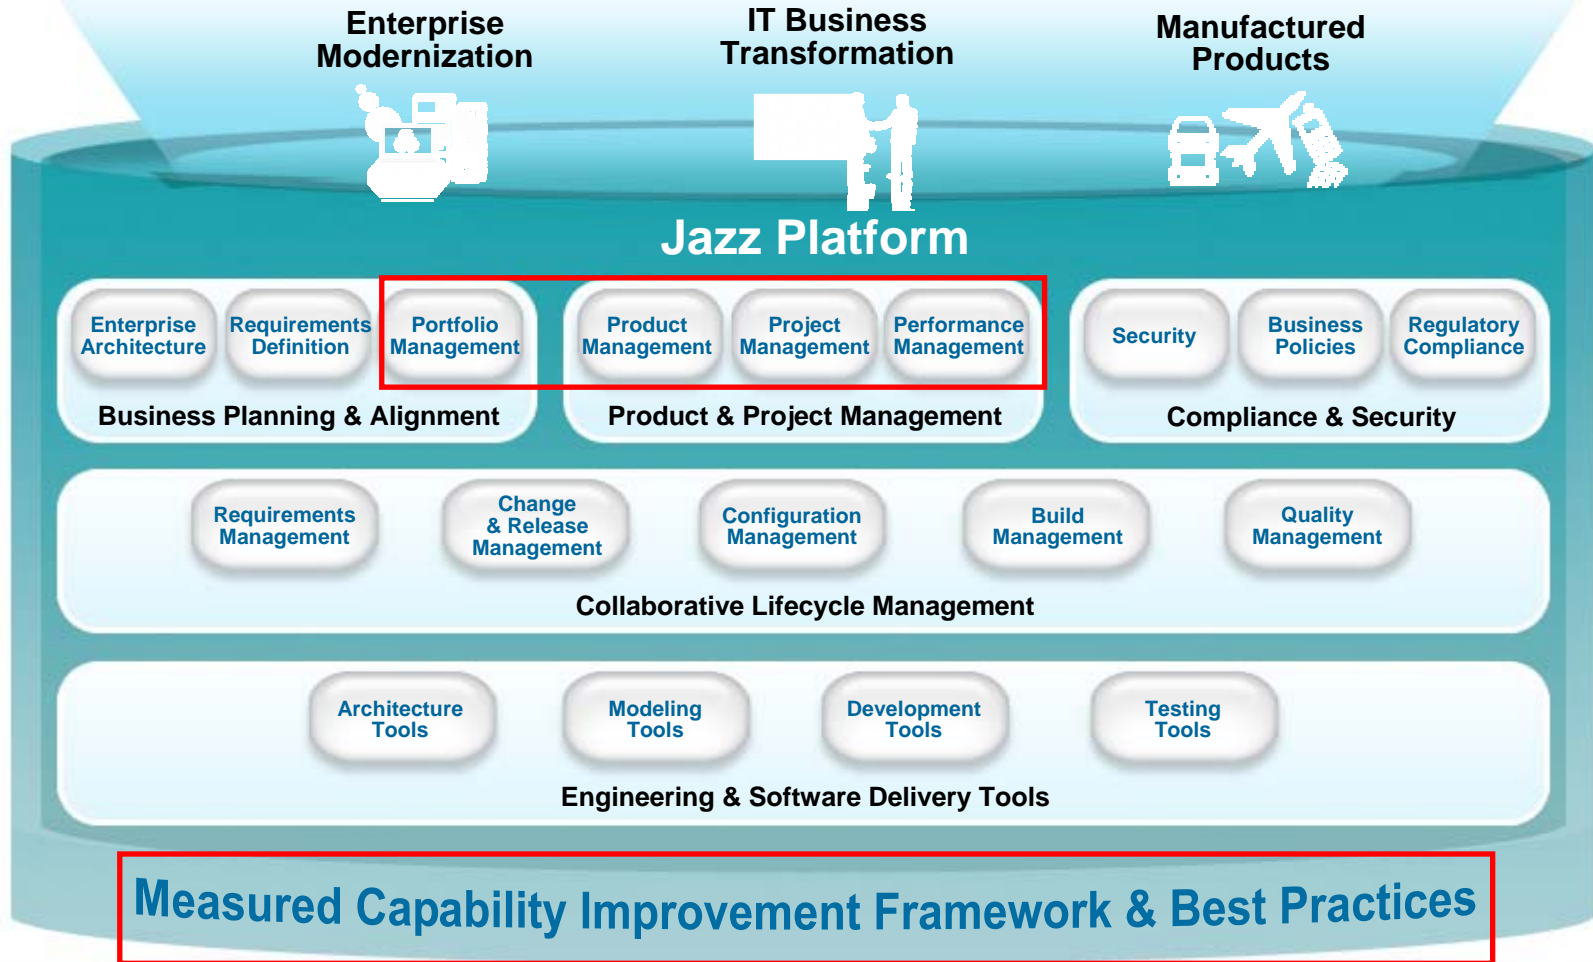 Enterprise
Modernization
IT Business
Transformation
Manufactured
Products
Jazz Platform
Enterprise
Architecture
Requirements
Definition
Portfolio
Management
Business Planning & Alignment
Product
Management
Project
Management
Performance
Management
Product & Project Management
Security
Business
Policies
Regulatory
Compliance
Compliance & Security
Requirements
Management
Change
& Release
Management
Configuration
Management
Build
Management
Quality
Management
Collaborative Lifecycle Management
Architecture
Tools
Modeling
Tools
Development
Tools
Testing
Tools
Engineering & Software Delivery Tools
Measured Capability Improvement Framework & Best Practices